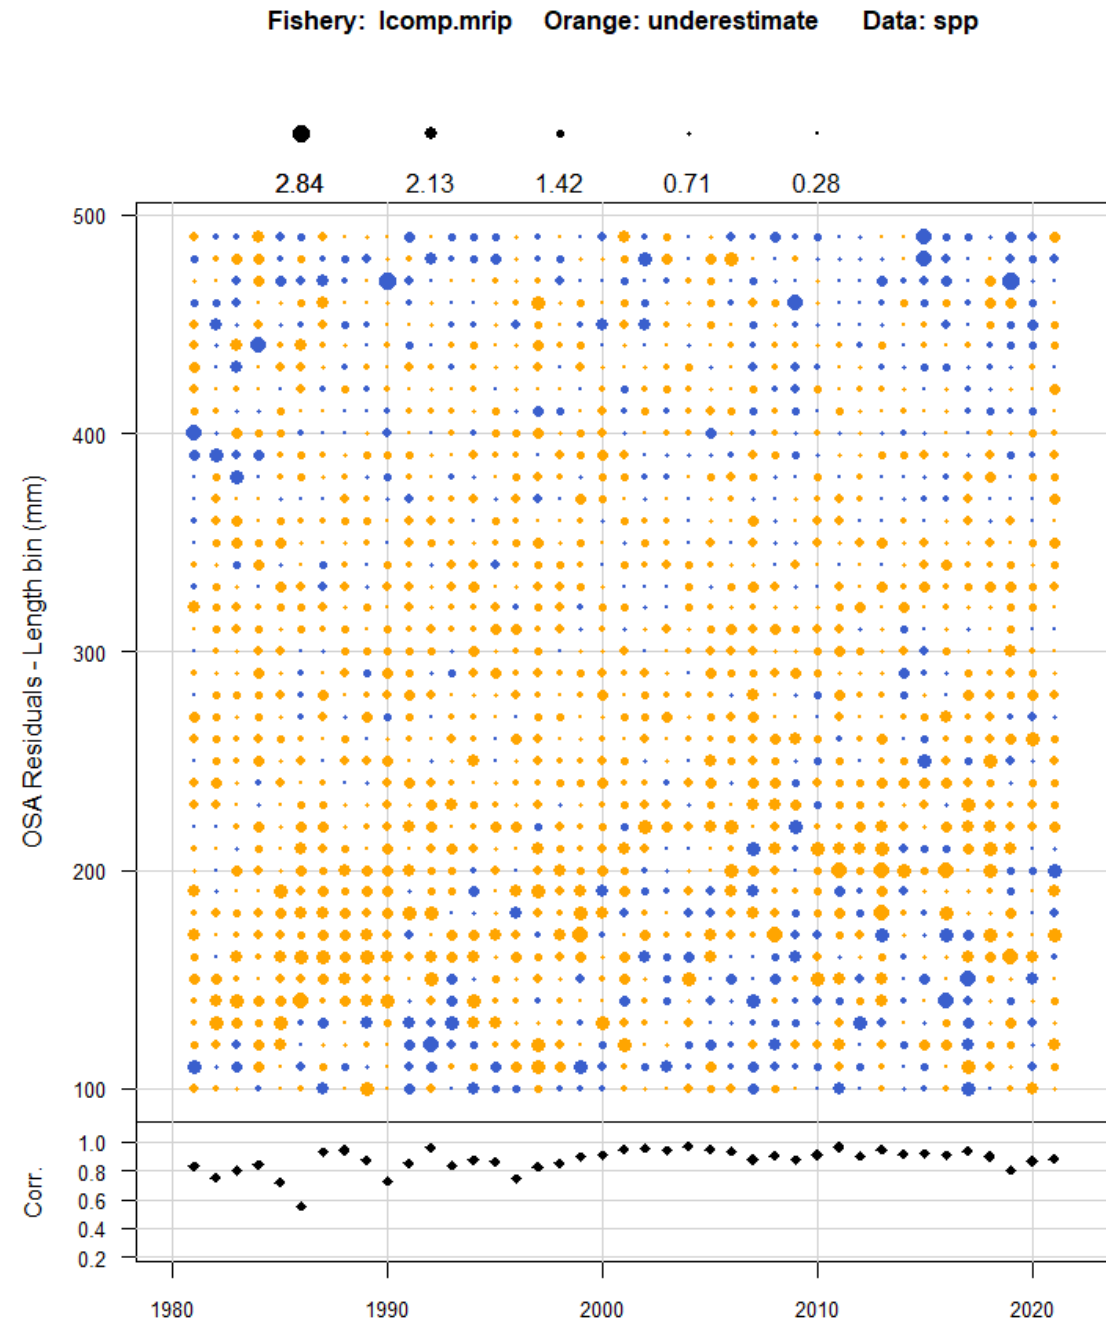 Fishery: lcomp.mrip Orange: underestimate Data: spp
2.84 2.13 1.42 0.71 0.28
OSA Residuals - Length bin (mm)
500
400
300
200
100
Corr.
1.0
0.8
0.6
0.4
0.2
1980 1990 2000 2010 2020